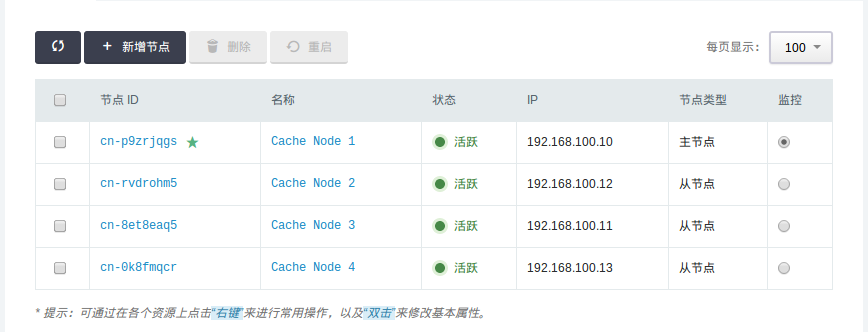 新增节点 删除 重启 每页显示: 100
节点 ID 名称 状态 IP 节点类型 监控
cn-p9zrjqgs Cache Node 1 活跃 192.168.100.10 主节点
cn-rvdrohm5 Cache Node 2 活跃 192.168.100.12 从节点
cn-8et8eaq5 Cache Node 3 活跃 192.168.100.11 从节点
cn-0k8fmqcr Cache Node 4 活跃 192.168.100.13 从节点
* 提示：可通过在各个资源上点击“右键”来进行常用操作，以及“双击”来修改基本属性。